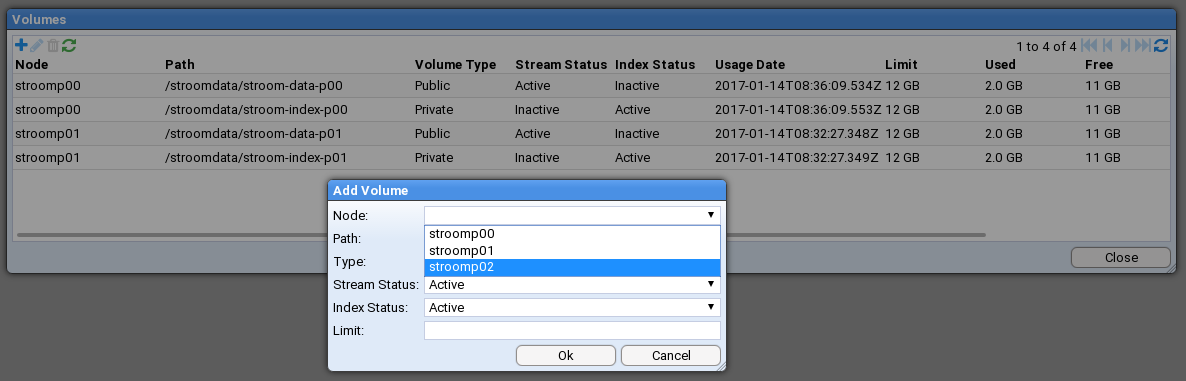 Volumes
1 to 4 of 4
Node Path Volume Type Stream Status Index Status Usage Date Limit Used Free
stroomp00 /stroomdata/stroom-data-p00 Public Active Inactive 2017-01-14T08:36:09.534Z 12 GB 2.0 GB 11 GB
stroomp00 /stroomdata/stroom-index-p00 Private Inactive Active 2017-01-14T08:36:09.553Z 12 GB 2.0 GB 11 GB
stroomp01 /stroomdata/stroom-data-p01 Public Active Inactive 2017-01-14T08:32:27.348Z 12 GB 2.0 GB 11 GB
stroomp01 /stroomdata/stroom-index-p01 Private Inactive Active 2017-01-14T08:32:27.349Z 12 GB 2.0 GB 11 GB
Add Volume
Node:
stroomp00
Path:
stroomp01
Type:
stroomp02
Stream Status: Active
Index Status: Active
Limit:
Ok Cancel
Close